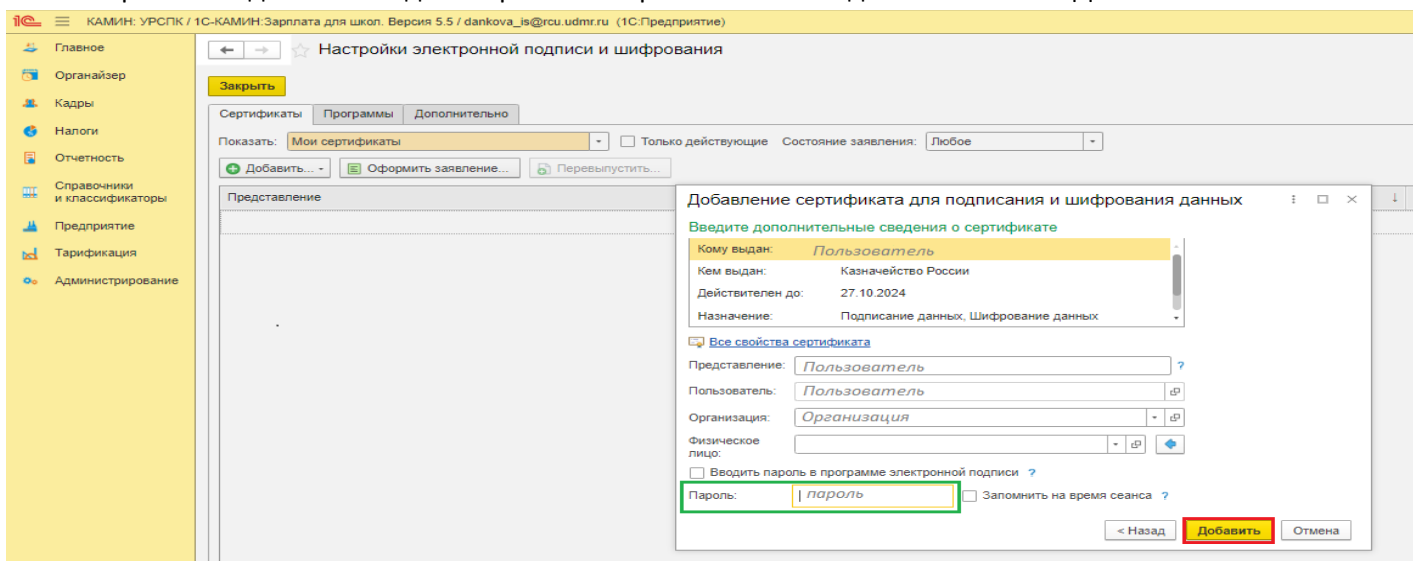 1С КАМИН: УРСПК / 1С-КАМИН:Зарплата для школ. Версия 5.5 / dankova_is@rcu.udmr.ru (1С:Предприятие)
Главное
Органайзер
Кадры
Налоги
Отчетность
Справочники
и классификаторы
Предприятие
Тарификация
Администрирование
Настройки электронной подписи и шифрования
Закрыть
Сертификаты Программы Дополнительно
Показать: Мои сертификаты Только действующие Состояние заявления: Любое
Добавить... Оформить заявление... Перевыпустить...
Представление
Добавление сертификата для подписания и шифрования данных
Введите дополнительные сведения о сертификате
Кому выдан: Пользователь
Кем выдан: Казначейство России
Действителен до: 27.10.2024
Назначение: Подписание данных, Шифрование данных
Все свойства сертификата
Представление: Пользователь ?
Пользователь: Пользователь
Организация: Организация
Физическое
лицо:
Вводить пароль в программе электронной подписи ?
Пароль: пароль Запомнить на время сеанса ?
< Назад Добавить Отмена